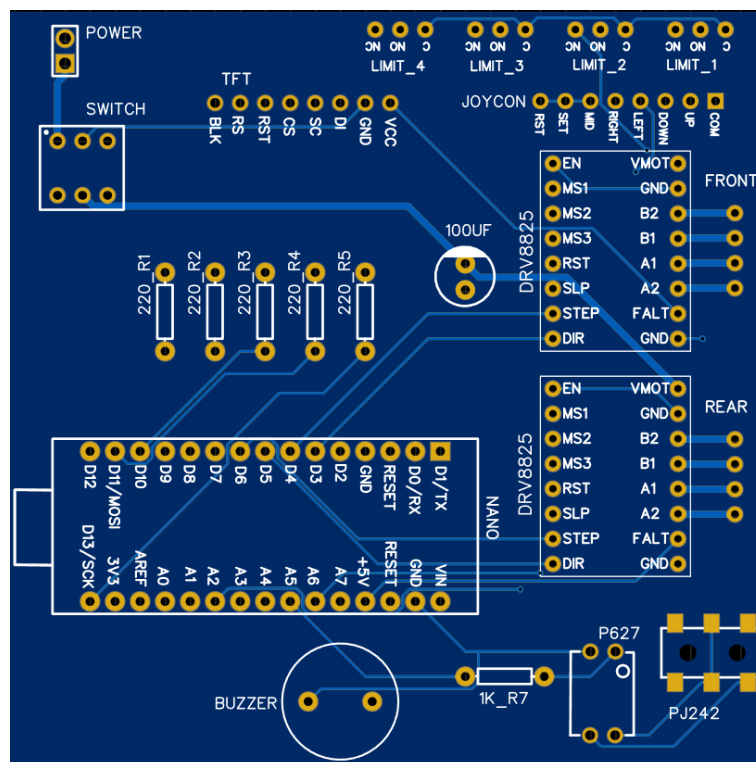 POWER
NC NO C
NC NO C
NC NO C
NC NO C
LIMIT_4
LIMIT_3
LIMIT_2
LIMIT_1
TFT
BLK RS RST CS SC DI GND VCC
JOYCON
RST SET MID RIGHT LEFT DOWN UP COM
SWITCH
220_R1
220_R2
220_R3
220_R4
220_R5
100UF
DRV8825
EN VMOT
MS1 GND
MS2 B2
MS3 B1
RST A1
SLP A2
STEP FALT
DIR GND
FRONT
DRV8825
EN VMOT
MS1 GND
MS2 B2
MS3 B1
RST A1
SLP A2
STEP FALT
DIR GND
REAR
D12 D11/MOSI D10 D9 D8 D7 D6 D5 D4 D3 D2 GND RESET D0/RX D1/TX
NANO
D13/SCK 3V3 AREF A0 A1 A2 A3 A4 A5 A6 A7 +5V RESET GND VIN
BUZZER
1K_R7
P627
PJ242